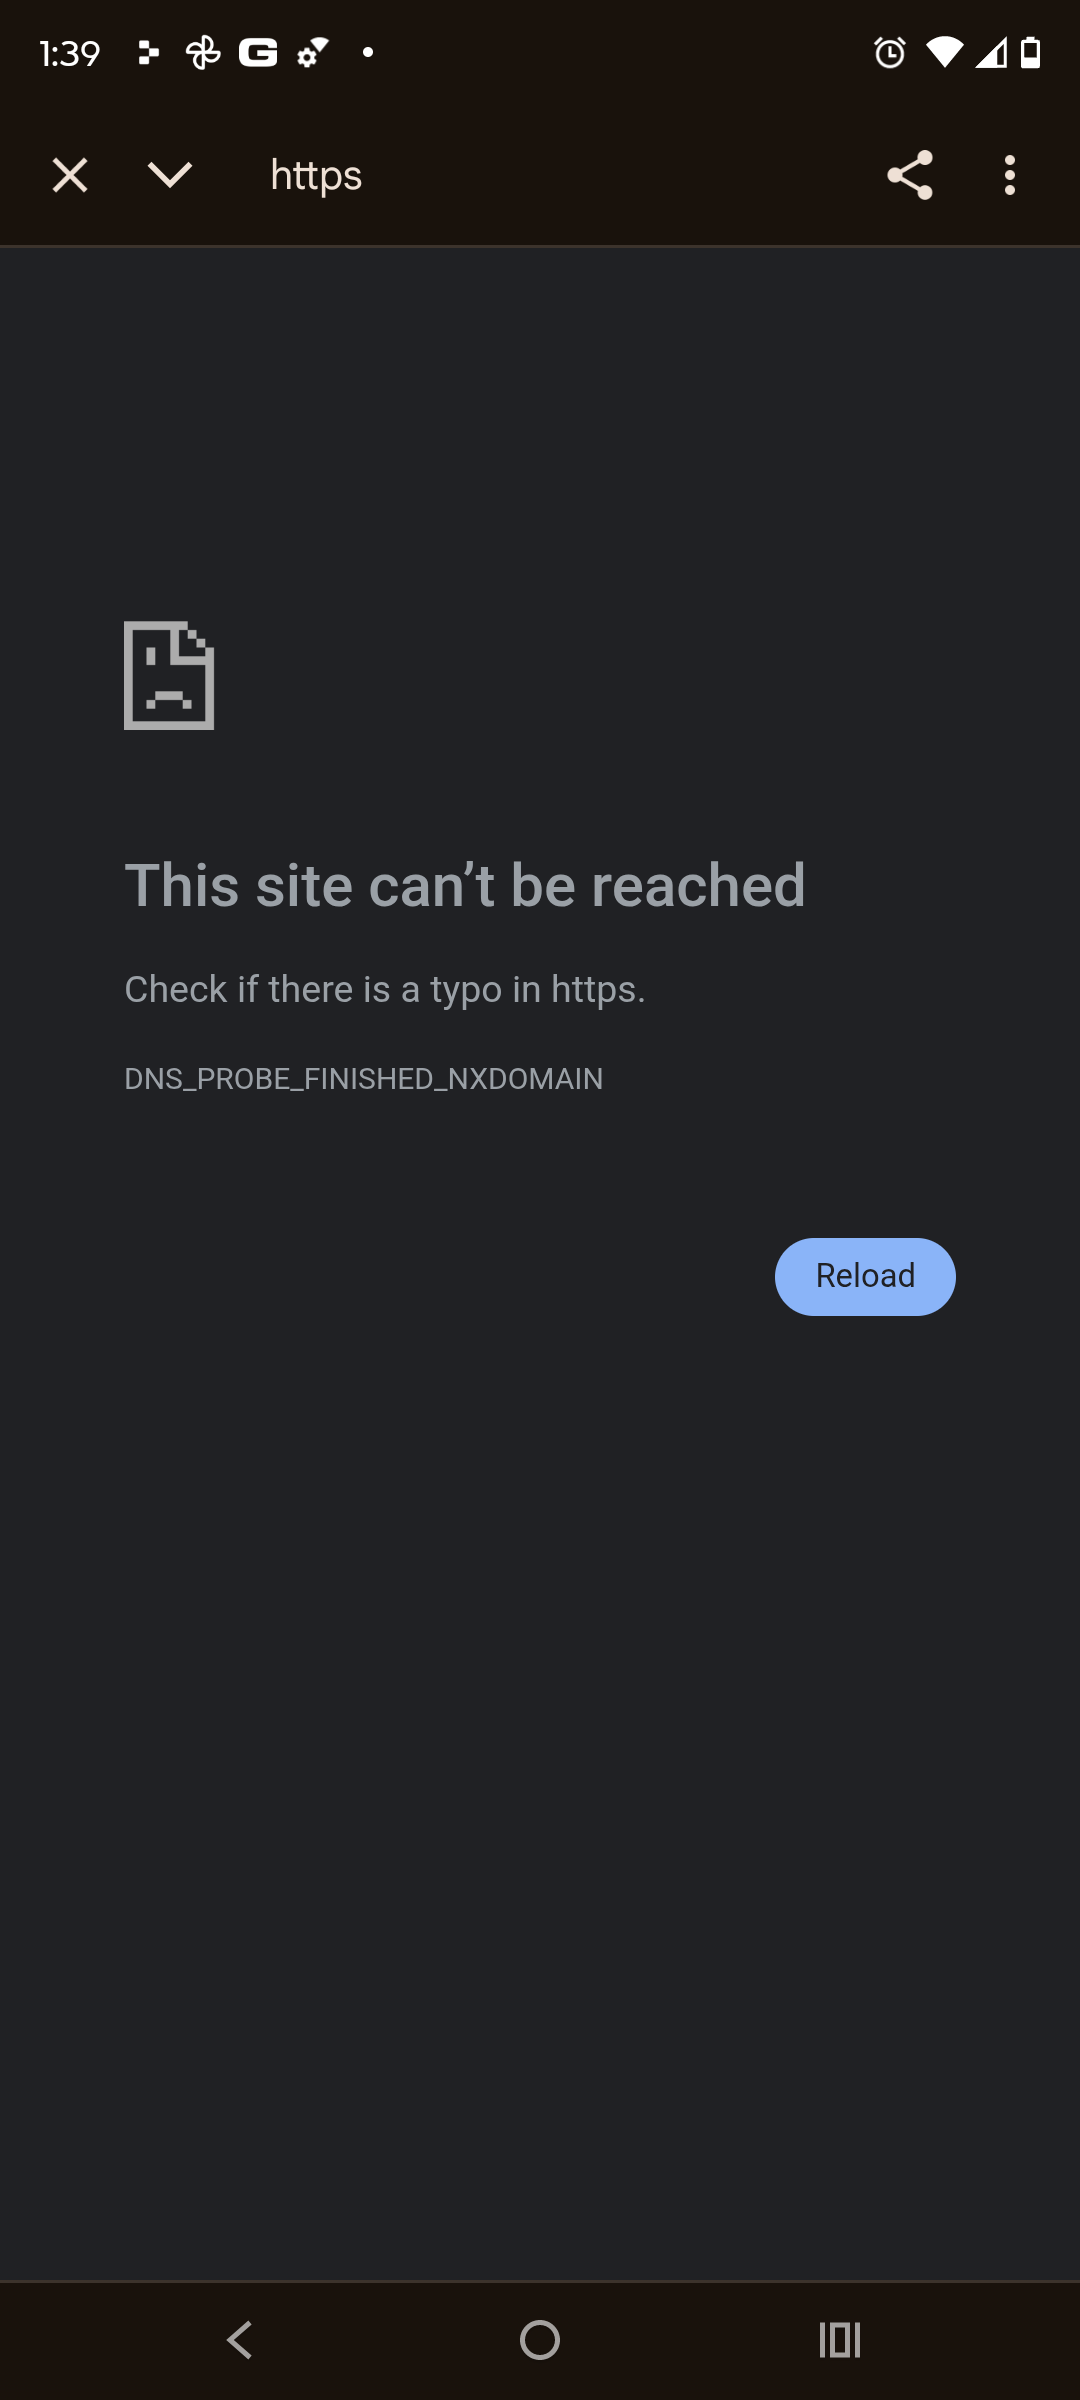 1:39
https
This site can’t be reached
Check if there is a typo in https.
DNS_PROBE_FINISHED_NXDOMAIN
Reload